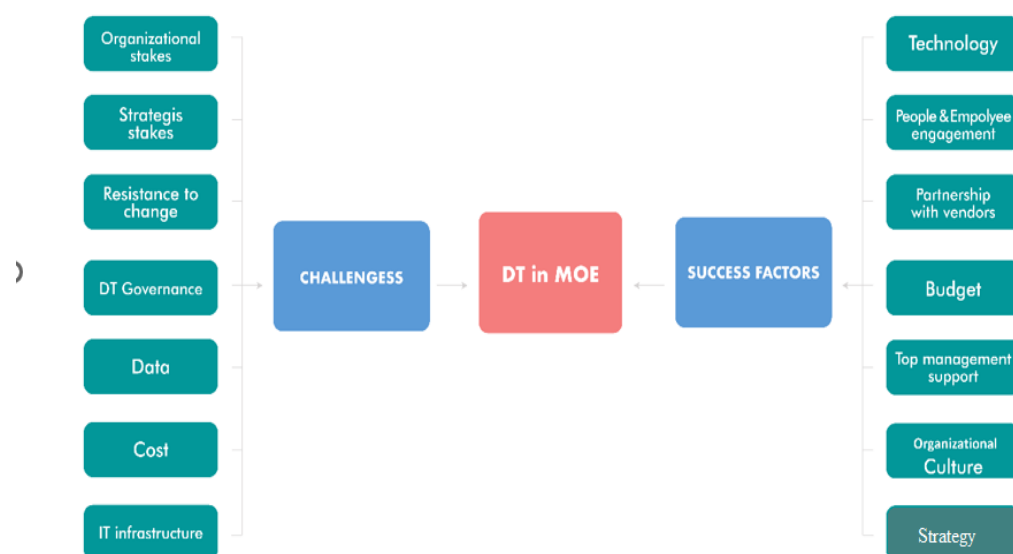 Organizational
stakes
Strategis
stakes
Resistance to
change
DT Governance
Data
Cost
IT infrastructure
CHALLENGESS
DT in MOE
SUCCESS FACTORS
Technology
People & Empolyee
engagement
Partnership
with vendors
Budget
Top management
support
Organizational
Culture
Strategy